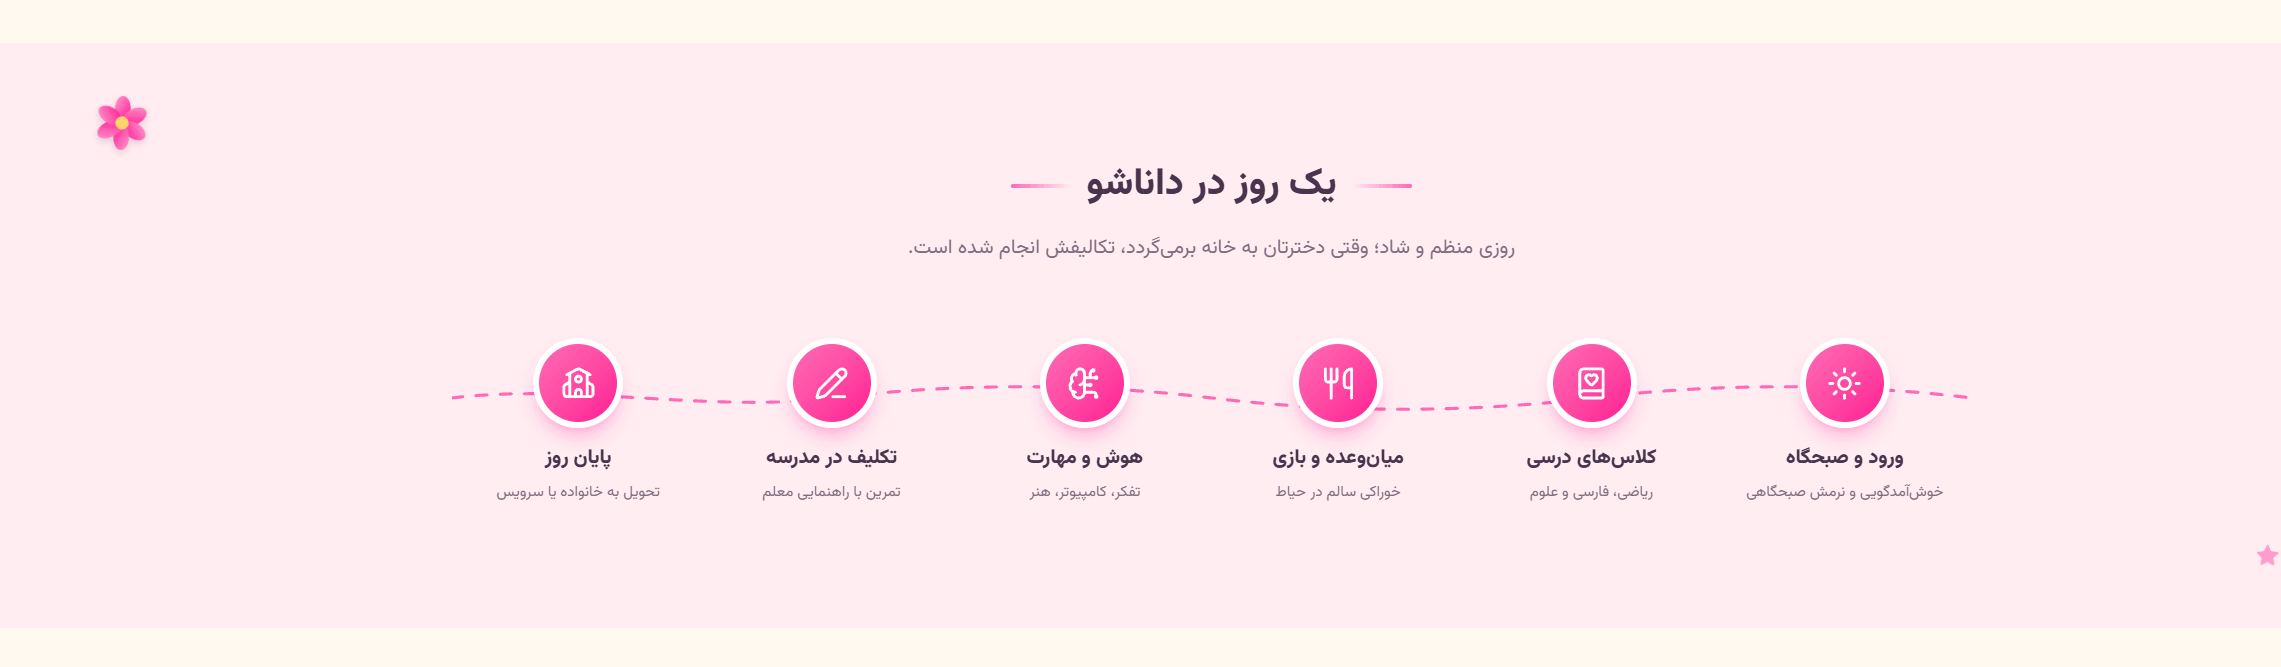 یک روز در داناشو
روزی منظم و شاد؛ وقتی دخترتان به خانه برمی‌گردد، تکالیفش انجام شده است.
ورود و صبحگاه
خوش‌آمدگویی و نرمش صبحگاهی
کلاس‌های درسی
ریاضی، فارسی و علوم
میان‌وعده و بازی
خوراکی سالم در حیاط
هوش و مهارت
تفکر، کامپیوتر، هنر
تکلیف در مدرسه
تمرین با راهنمایی معلم
پایان روز
تحویل به خانواده یا سرویس